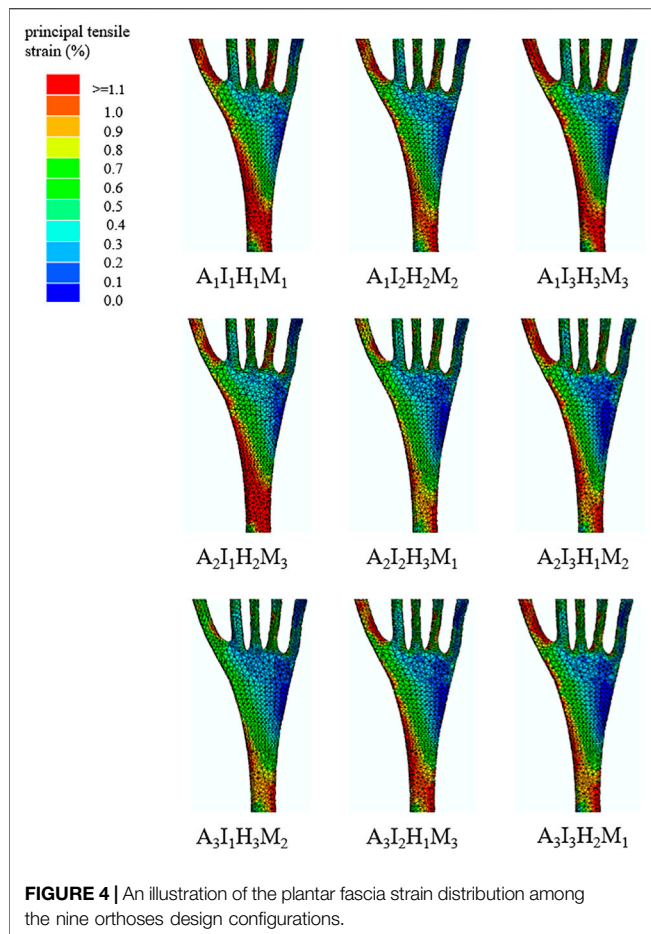 principal tensile
strain (%)
>=1.1
1.0
0.9
0.8
0.7
0.6
0.5
0.4
0.3
0.2
0.1
0.0
A₁I₁H₁M₁ A₁I₂H₂M₂ A₁I₃H₃M₃
A₂I₁H₂M₃ A₂I₂H₃M₁ A₂I₃H₁M₂
A₃I₁H₃M₂ A₃I₂H₁M₃ A₃I₃H₂M₁
FIGURE 4 | An illustration of the plantar fascia strain distribution among
the nine orthoses design configurations.